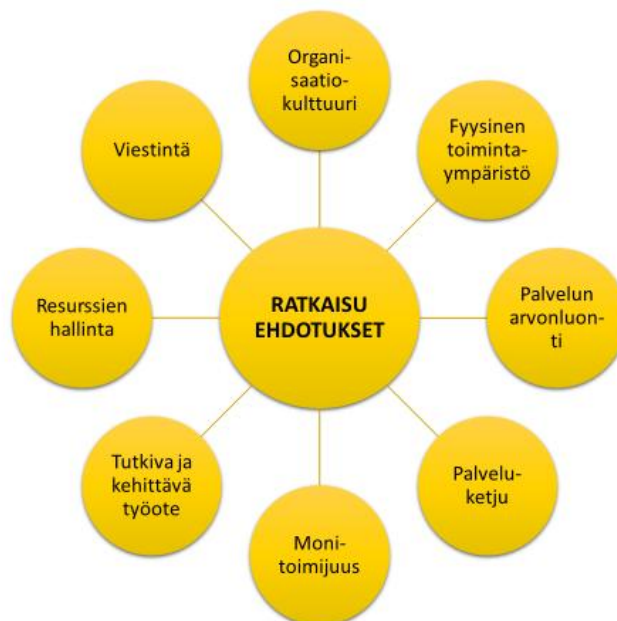 Organi-
saatio-
kulttuuri
Fyysinen
toiminta-
ympäristö
Palvelun
arvonluon-
ti
Palvelu-
ketju
Moni-
toimijuus
Tutkiva ja
kehittävä
työote
Resurssien
hallinta
Viestintä
RATKAISU
EHDOTUKSET